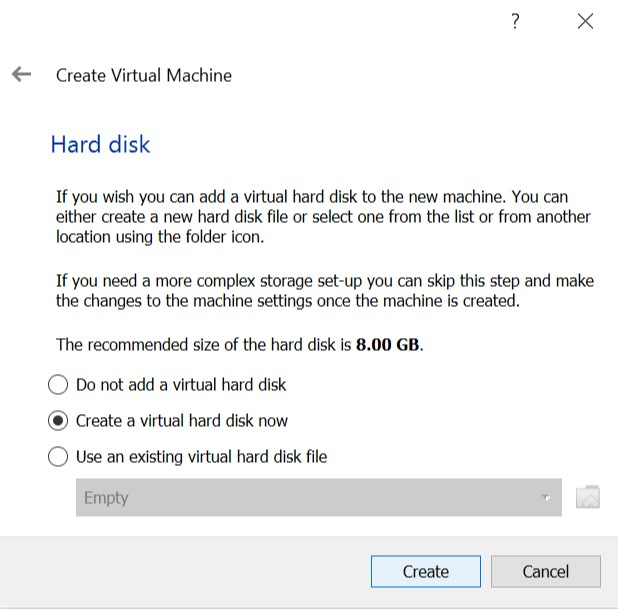 ?
Create Virtual Machine
Hard disk
If you wish you can add a virtual hard disk to the new machine. You can
either create a new hard disk file or select one from the list or from another
location using the folder icon.
If you need a more complex storage set-up you can skip this step and make
the changes to the machine settings once the machine is created.
The recommended size of the hard disk is 8.00 GB.
Do not add a virtual hard disk
Create a virtual hard disk now
Use an existing virtual hard disk file
Empty
Create Cancel